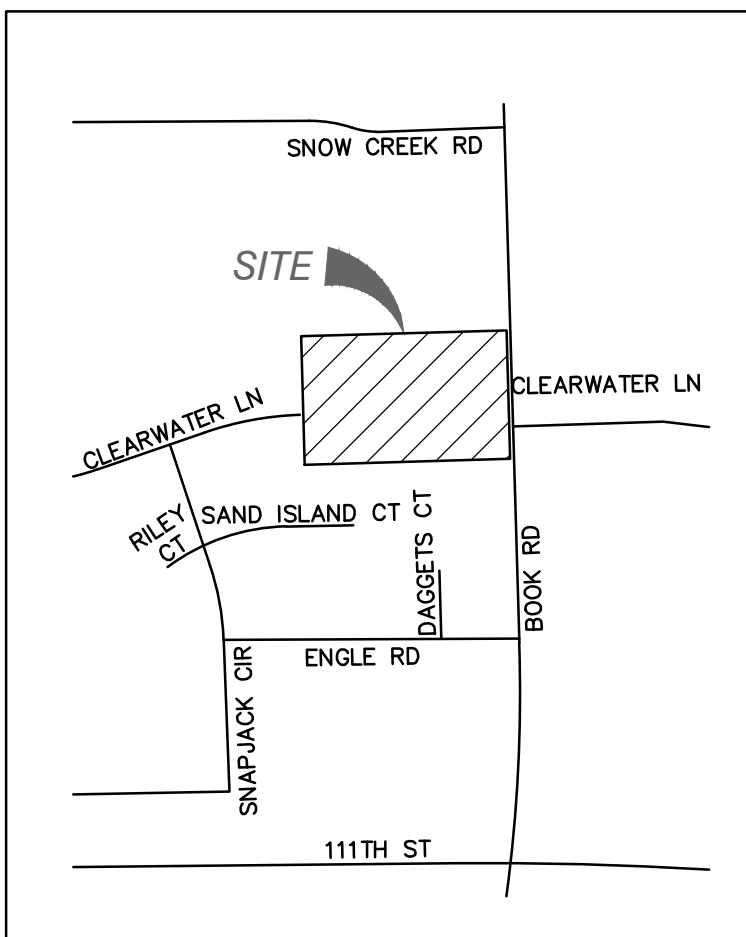 SNOW CREEK RD
SITE
CLEARWATER LN
CLEARWATER LN
RILEY
CT
SAND ISLAND CT
DAGGETS CT
BOOK RD
ENGLE RD
SNAPJACK CIR
111TH ST